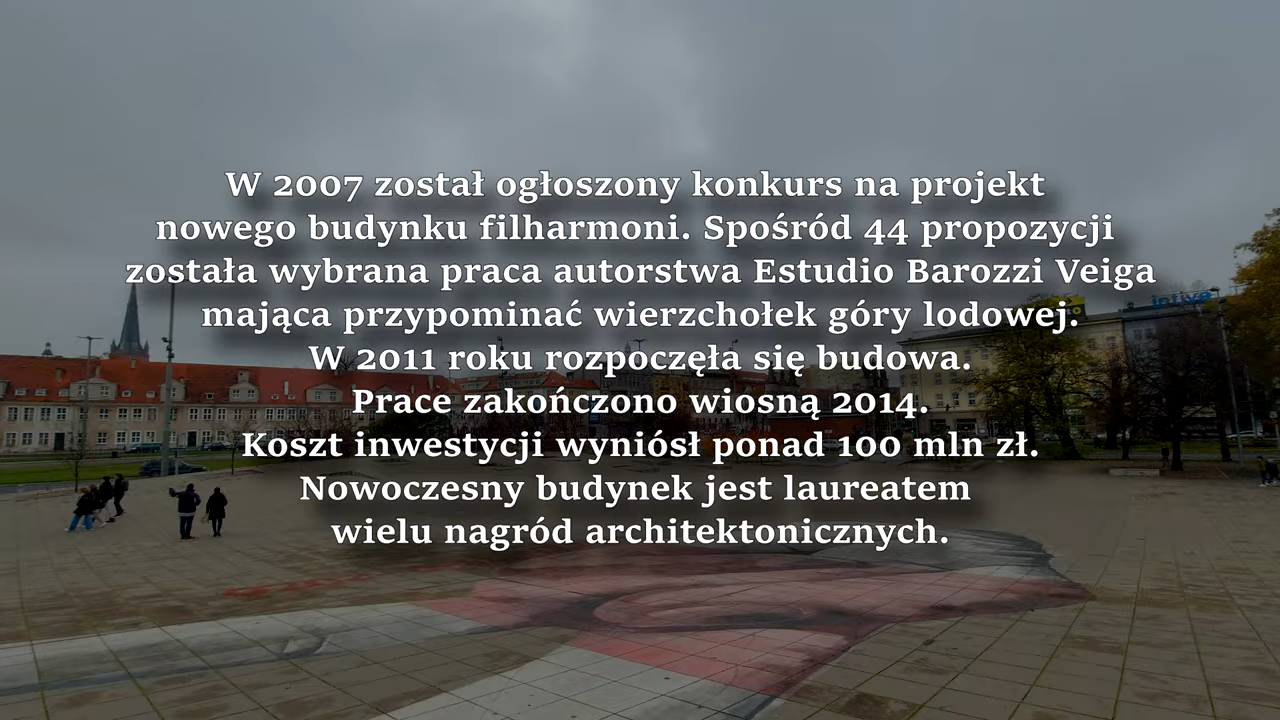 W 2007 został ogłoszony konkurs na projekt
nowego budynku filharmoni. Spośród 44 propozycji
została wybrana praca autorstwa Estudio Barozzi Veiga
mająca przypominać wierzchołek góry lodowej.
W 2011 roku rozpoczęła się budowa.
Prace zakończono wiosną 2014.
Koszt inwestycji wyniósł ponad 100 mln zł.
Nowoczesny budynek jest laureatem
wielu nagród architektonicznych.
intive